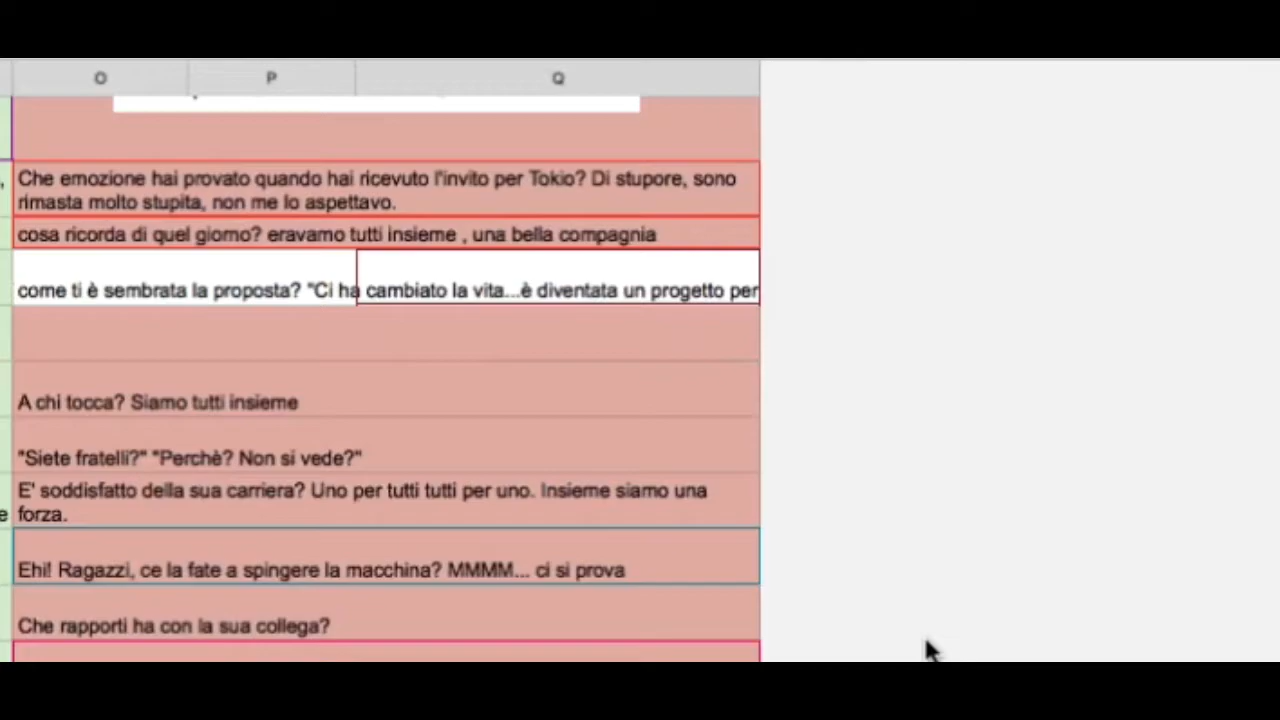 O P Q
, Che emozione hai provato quando hai ricevuto l'invito per Tokio? Di stupore, sono
rimasta molto stupita, non me lo aspettavo.
cosa ricorda di quel giorno? eravamo tutti insieme , una bella compagnia
come ti è sembrata la proposta? "Ci ha cambiato la vita...è diventata un progetto per
A chi tocca? Siamo tutti insieme
"Siete fratelli?" "Perchè? Non si vede?"
E' soddisfatto della sua carriera? Uno per tutti tutti per uno. Insieme siamo una
e forza.
Ehi! Ragazzi, ce la fate a spingere la macchina? MMMM... ci si prova
Che rapporti ha con la sua collega?